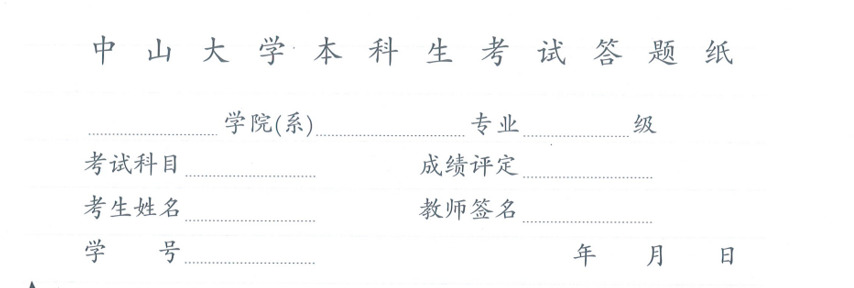 中山大学本科生考试答题纸
学院(系) 专业 级
考试科目 成绩评定
考生姓名 教师签名
学 号 年 月 日